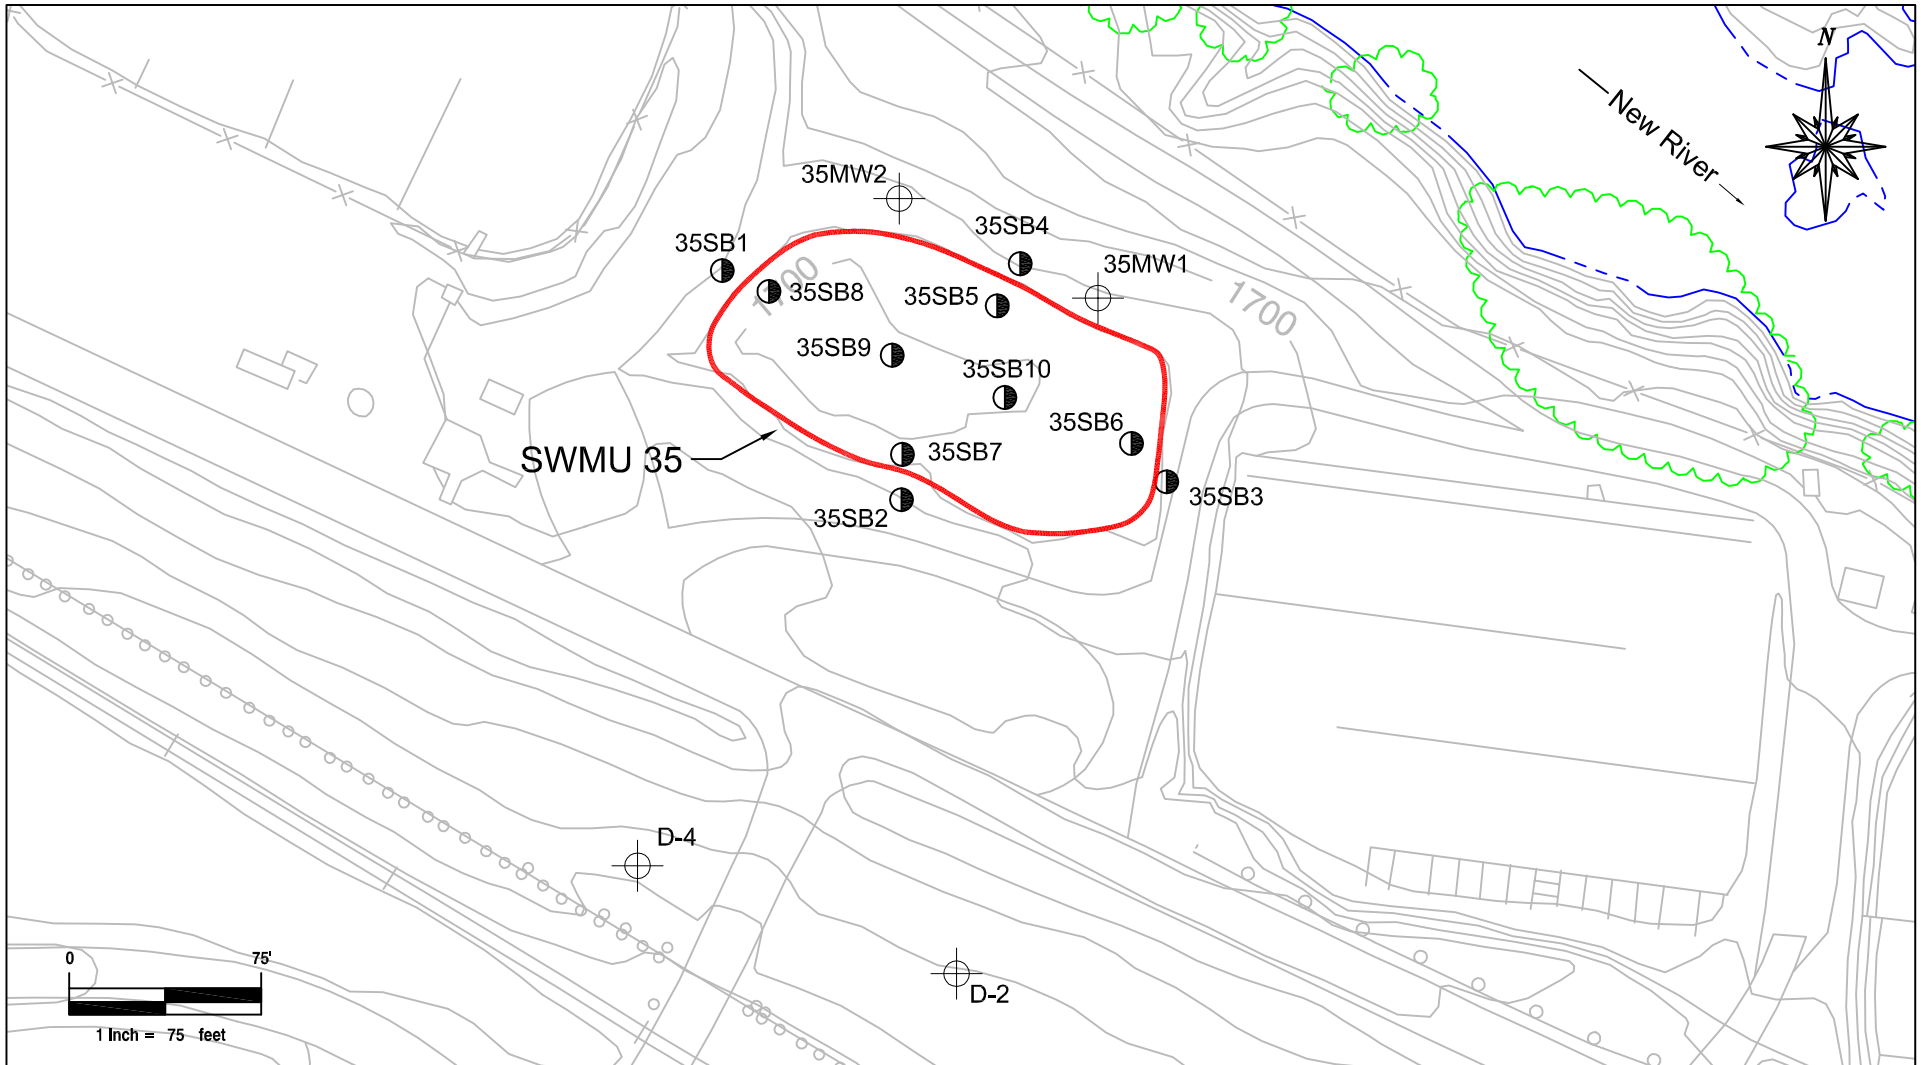 N
New River
35MW2
35SB4
35SB1
35MW1
1700
35SB8
35SB5
1700
35SB9
35SB10
35SB6
SWMU 35
35SB7
35SB3
35SB2
D-4
D-2
0 75'
1 Inch = 75 feet